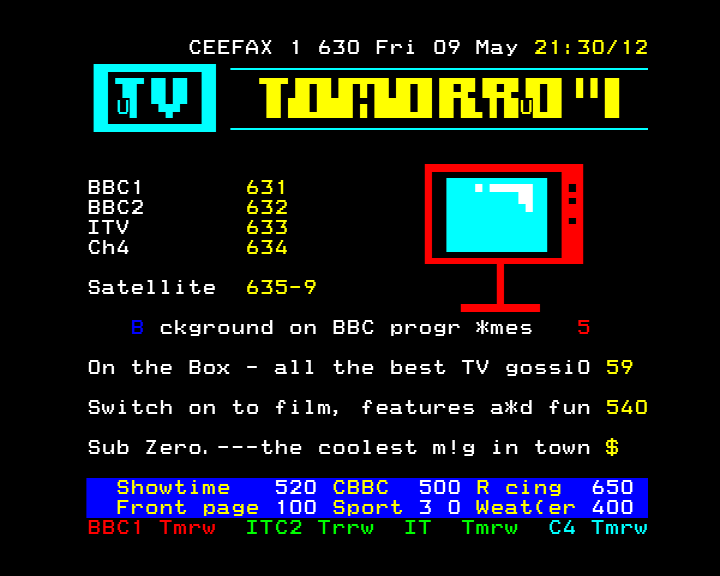 CEEFAX 1 630 Fri 09 May 21:30/12
TV TOMORROW
BBC1 631
BBC2 632
ITV 633
Ch4 634
Satellite 635-9
B ckground on BBC progr *mes 5
On the Box - all the best TV gossiO 59
Switch on to film, features a*d fun 540
Sub Zero.---the coolest m!g in town $
Showtime 520 CBBC 500 R cing 650
Front page 100 Sport 3 0 Weat(er 400
BBC1 Tmrw ITC2 Trrw IT Tmrw C4 Tmrw